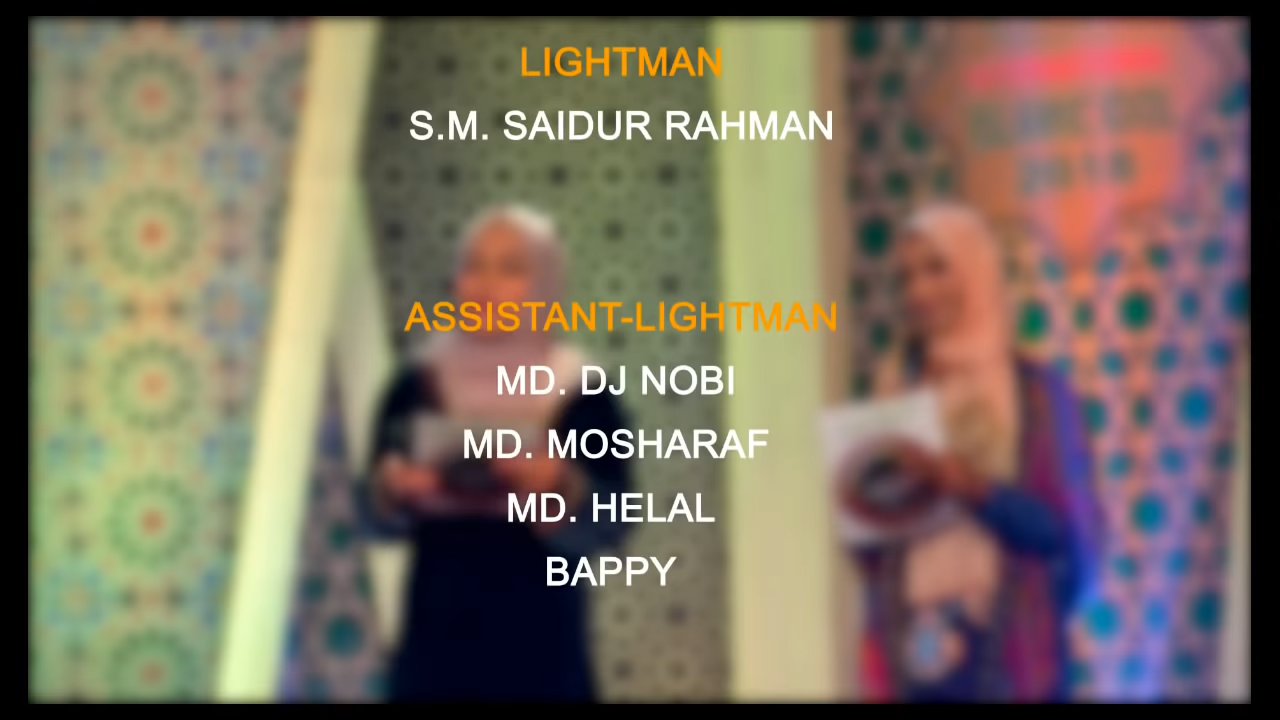 LIGHTMAN
S.M. SAIDUR RAHMAN
ASSISTANT-LIGHTMAN
MD. DJ NOBI
MD. MOSHARAF
MD. HELAL
BAPPY